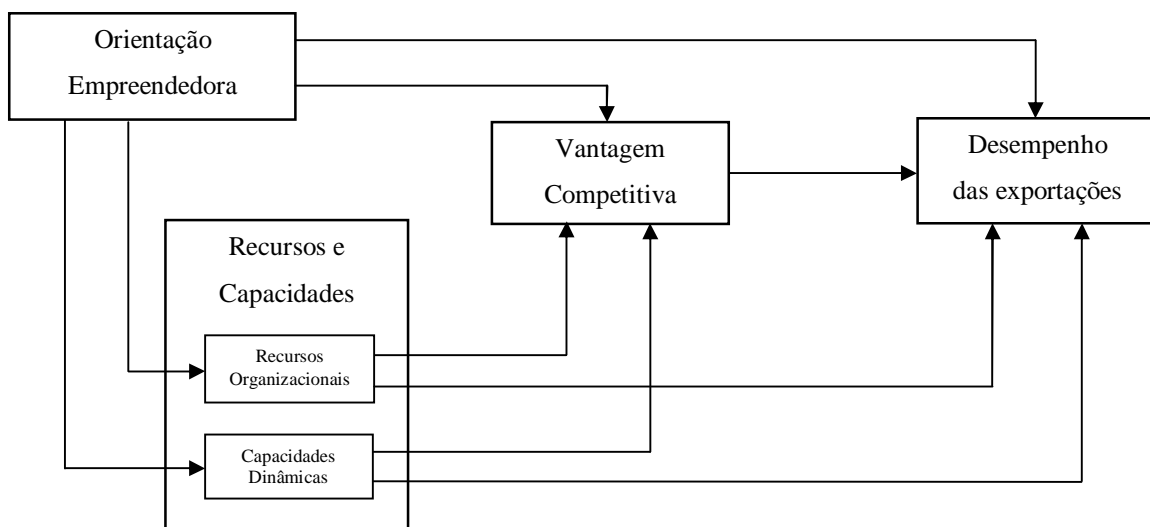 Orientação
Empreendedora
Vantagem
Competitiva
Desempenho
das exportações
Recursos e
Capacidades
Recursos
Organizacionais
Capacidades
Dinâmicas